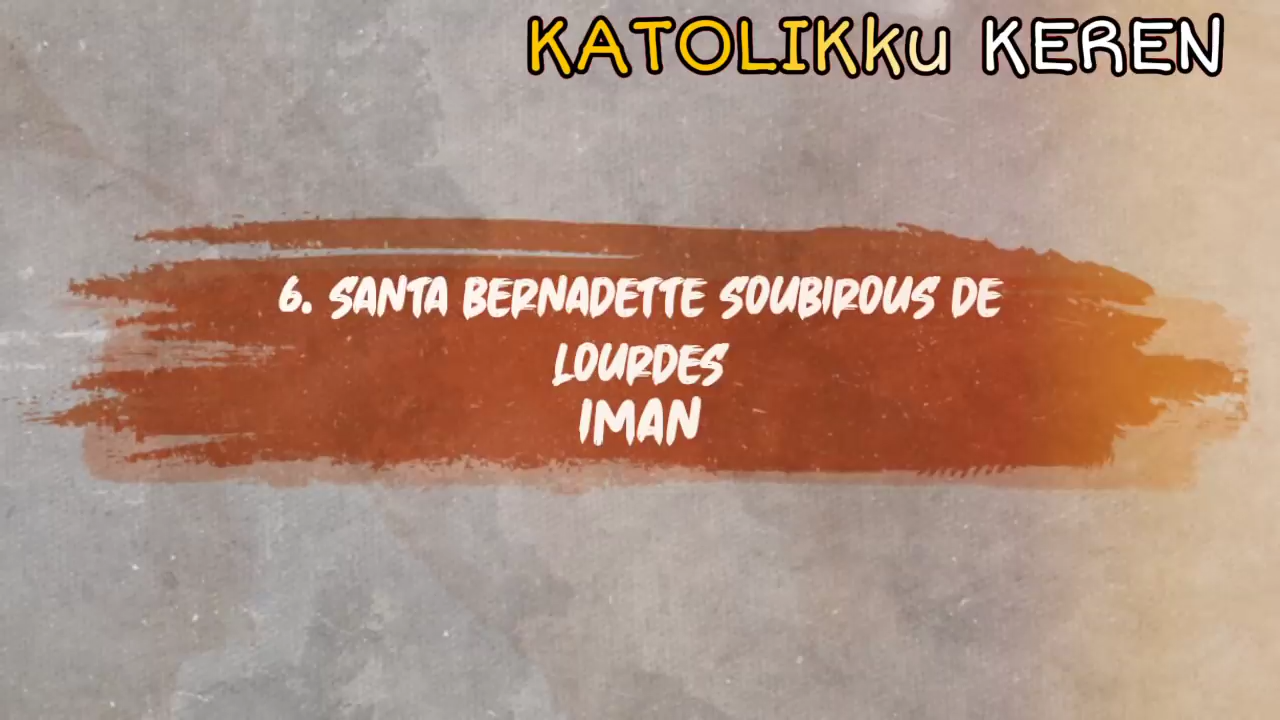 KATOLIKku KEREN
6. SANTA BERNADETTE SOUBIROUS DE
LOURDES
IMAN